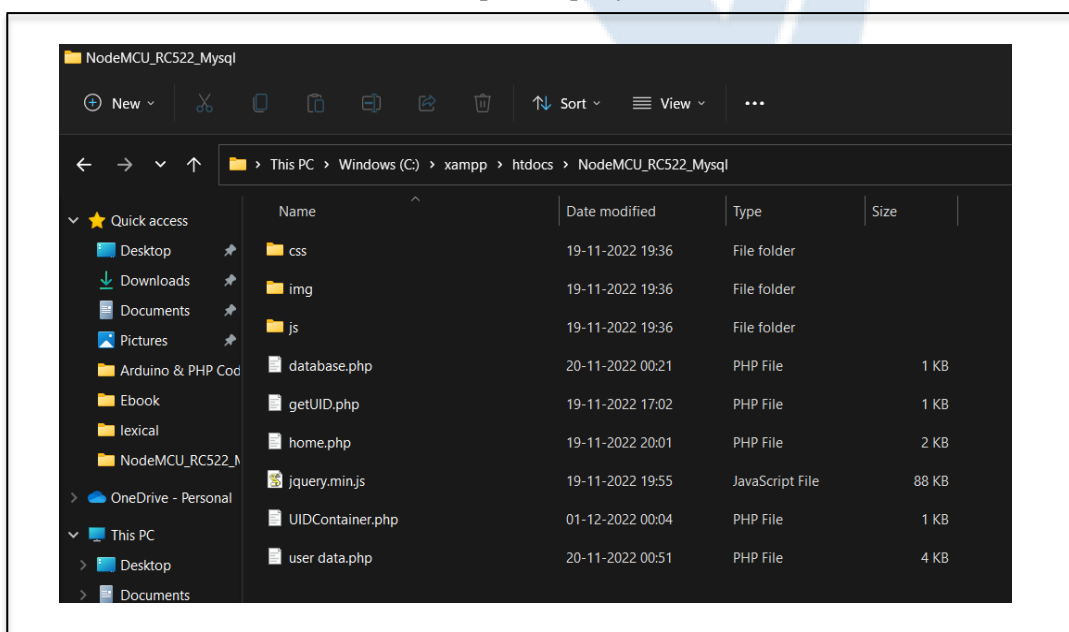 NodeMCU_RC522_Mysql
New Sort View •••
This PC > Windows (C:) > xampp > htdocs > NodeMCU_RC522_Mysql
Name Date modified Type Size
Quick access
Desktop
Downloads
Documents
Pictures
Arduino & PHP Cod
Ebook
lexical
NodeMCU_RC522_
OneDrive - Personal
This PC
Desktop
Documents
css 19-11-2022 19:36 File folder
img 19-11-2022 19:36 File folder
js 19-11-2022 19:36 File folder
database.php 20-11-2022 00:21 PHP File 1 KB
getUID.php 19-11-2022 17:02 PHP File 1 KB
home.php 19-11-2022 20:01 PHP File 2 KB
jquery.min.js 19-11-2022 19:55 JavaScript File 88 KB
UIDContainer.php 01-12-2022 00:04 PHP File 1 KB
user data.php 20-11-2022 00:51 PHP File 4 KB